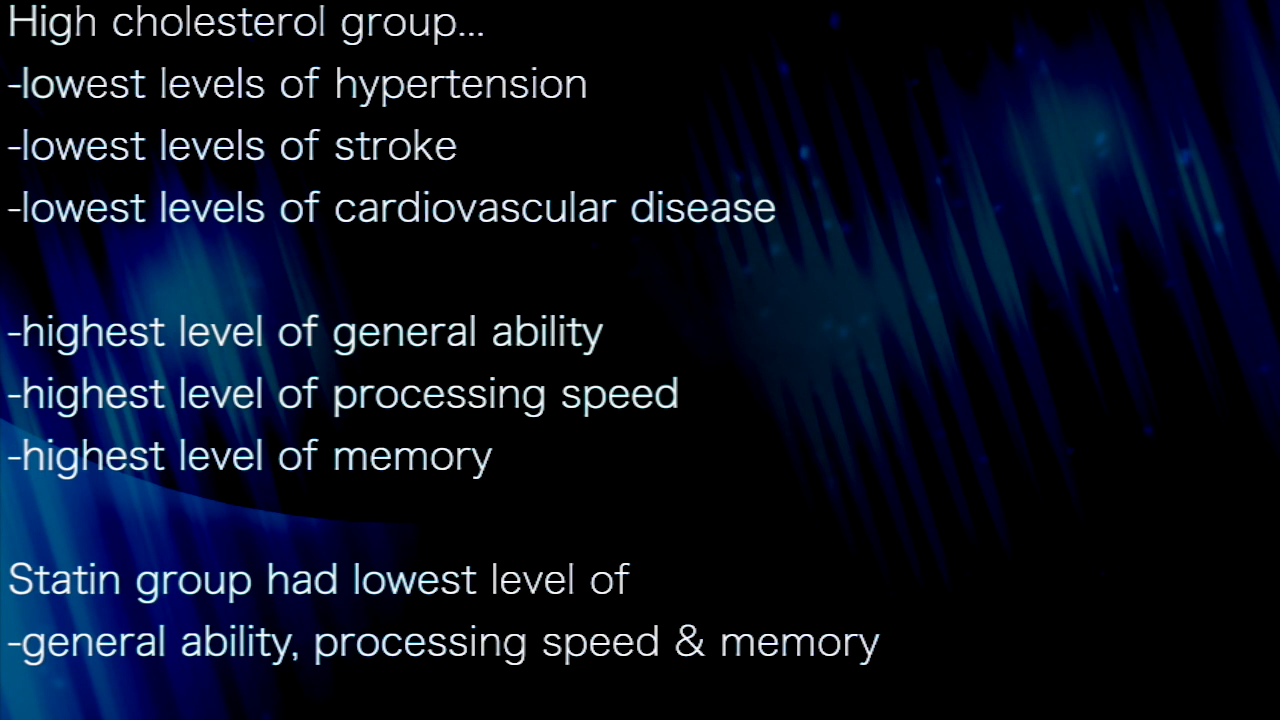 High cholesterol group...
-lowest levels of hypertension
-lowest levels of stroke
-lowest levels of cardiovascular disease
-highest level of general ability
-highest level of processing speed
-highest level of memory
Statin group had lowest level of
-general ability, processing speed & memory